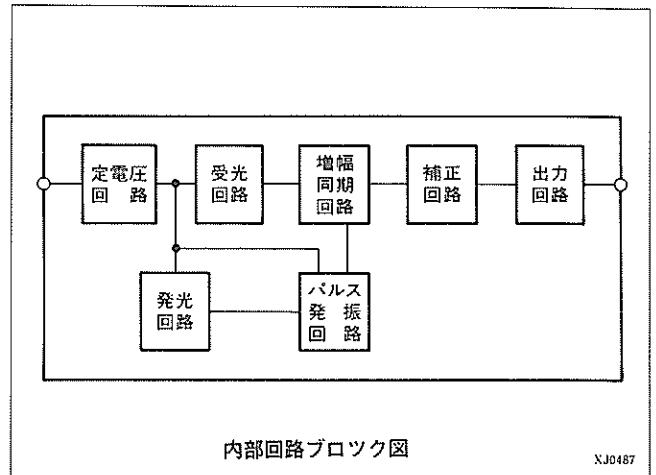 定電圧
回路
受光
回路
増幅
同期
回路
補正
回路
出力
回路
発光
回路
パルス
発振
回路
内部回路ブロツク図
XJ0487